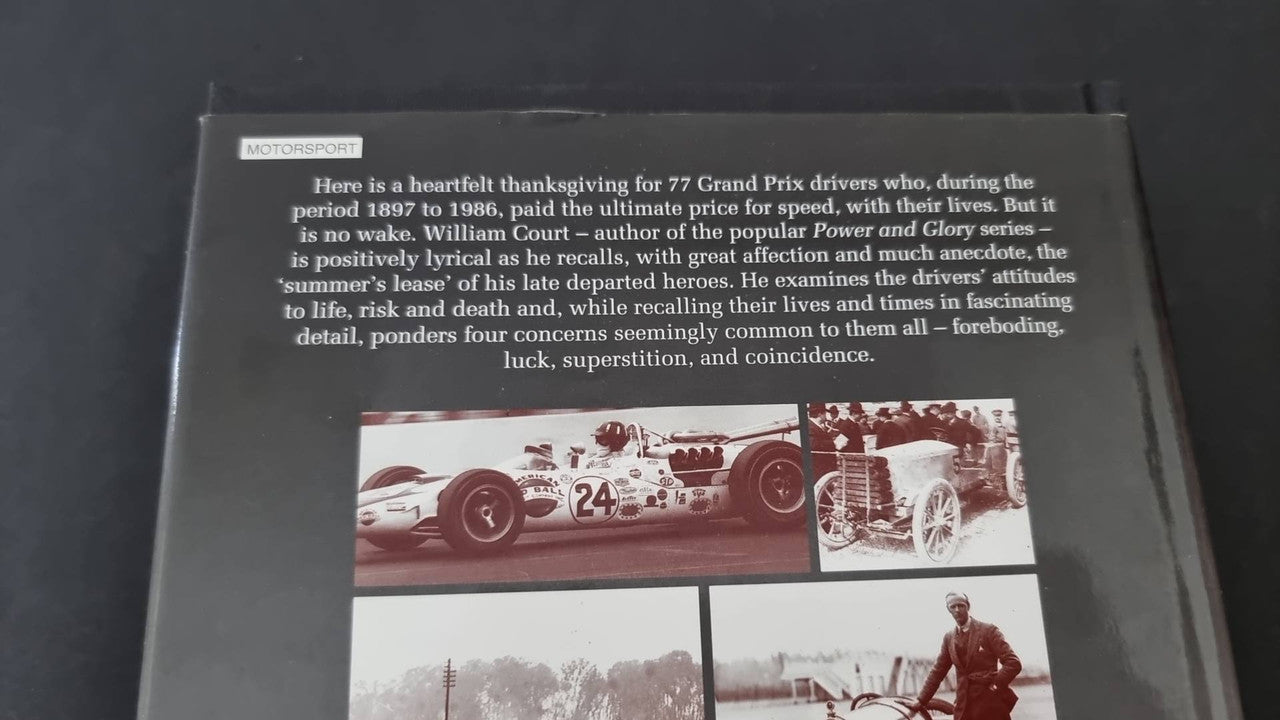 MOTORSPORT
Here is a heartfelt thanksgiving for 77 Grand Prix drivers who, during the
period 1897 to 1986, paid the ultimate price for speed, with their lives. But it
is no wake. William Court – author of the popular Power and Glory series –
is positively lyrical as he recalls, with great affection and much anecdote, the
‘summer’s lease’ of his late departed heroes. He examines the drivers’ attitudes
to life, risk and death and, while recalling their lives and times in fascinating
detail, ponders four concerns seemingly common to them all – foreboding,
luck, superstition, and coincidence.
24